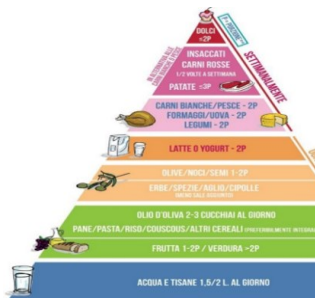 DOLCI
≤2P
INSACCATI
CARNI ROSSE
1/2 VOLTE A SETTIMANA
PATATE ≤3P
SETTIMANALMENTE
CARNI BIANCHE/PESCE - 2P
FORMAGGI/UOVA - 2P
LEGUMI - 2P
LATTE O YOGURT - 2P
OLIVE/NOCI/SEMI 1-2P
ERBE/SPEZIE/AGLIO/CIPOLLE
OLIO D'OLIVA 2-3 CUCCHIAI AL GIORNO
PANE/PASTA/RISO/COUSCOUS/ALTRI CEREALI (PREFERIBILMENTE INTEGRALI
FRUTTA 1-2P / VERDURA ≥2P
ACQUA E TISANE 1,5/2 L. AL GIORNO